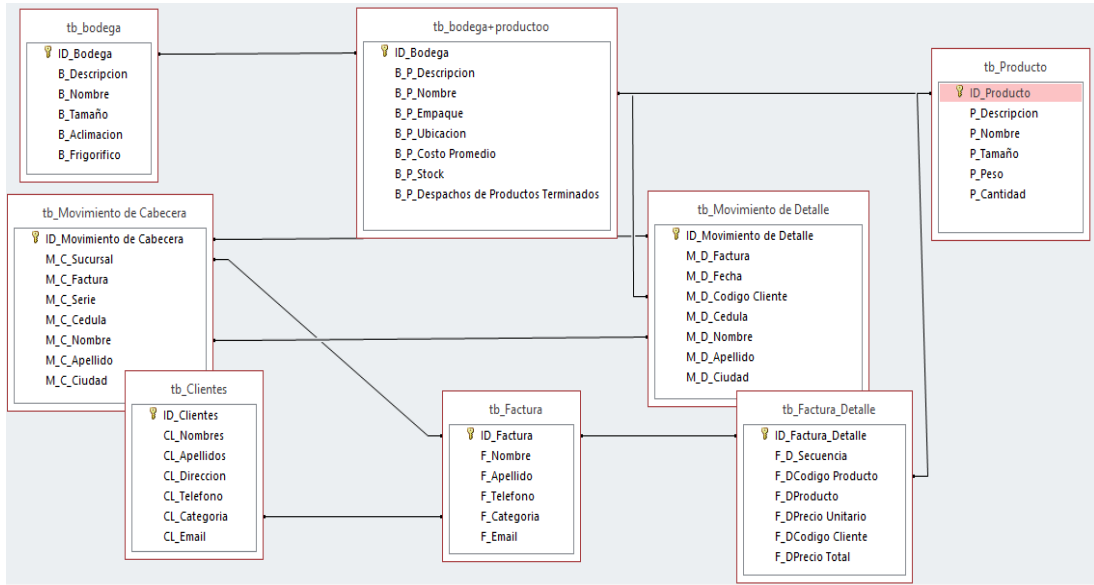 tb_bodega
ID_Bodega
B_Descripcion
B_Nombre
B_Tamaño
B_Aclimacion
B_Frigorifico
tb_bodega+productoo
ID_Bodega
B_P_Descripcion
B_P_Nombre
B_P_Empaque
B_P_Ubicacion
B_P_Costo Promedio
B_P_Stock
B_P_Despachos de Productos Terminados
tb_Producto
ID_Producto
P_Descripcion
P_Nombre
P_Tamaño
P_Peso
P_Cantidad
tb_Movimiento de Cabecera
ID_Movimiento de Cabecera
M_C_Sucursal
M_C_Factura
M_C_Serie
M_C_Cedula
M_C_Nombre
M_C_Apellido
M_C_Ciudad
tb_Movimiento de Detalle
ID_Movimiento de Detalle
M_D_Factura
M_D_Fecha
M_D_Codigo Cliente
M_D_Cedula
M_D_Nombre
M_D_Apellido
M_D_Ciudad
tb_Clientes
ID_Clientes
CL_Nombres
CL_Apellidos
CL_Direccion
CL_Telefono
CL_Categoria
CL_Email
tb_Factura
ID_Factura
F_Nombre
F_Apellido
F_Telefono
F_Categoria
F_Email
tb_Factura_Detalle
ID_Factura_Detalle
F_D_Secuencia
F_DCodigo Producto
F_DProducto
F_DPrecio Unitario
F_DCodigo Cliente
F_DPrecio Total